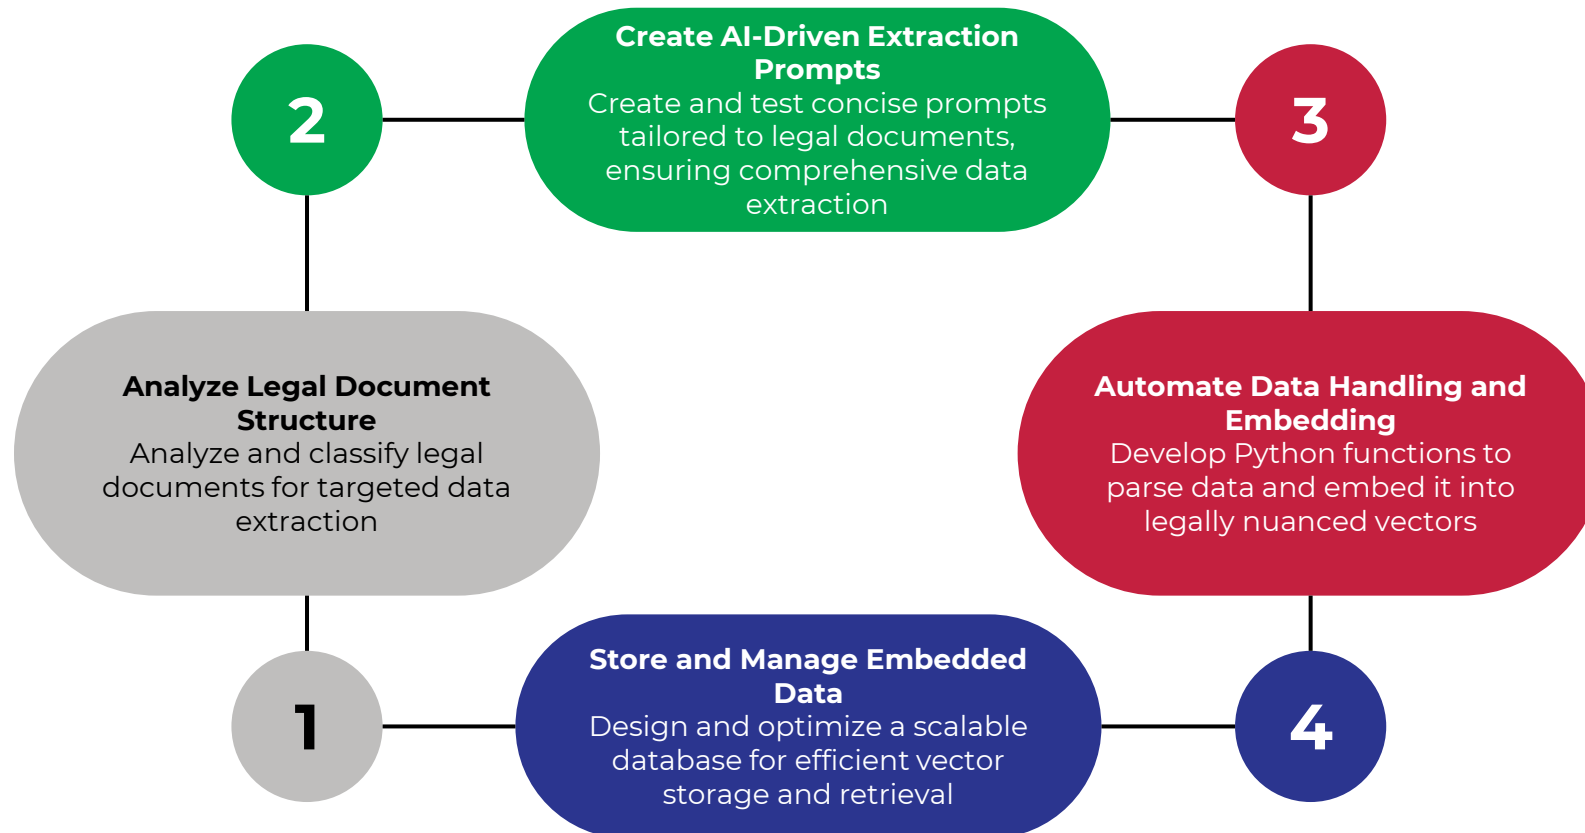 2
Create AI-Driven Extraction
Prompts
Create and test concise prompts
tailored to legal documents,
ensuring comprehensive data
extraction
3
Analyze Legal Document
Structure
Analyze and classify legal
documents for targeted data
extraction
Automate Data Handling and
Embedding
Develop Python functions to
parse data and embed it into
legally nuanced vectors
1
Store and Manage Embedded
Data
Design and optimize a scalable
database for efficient vector
storage and retrieval
4